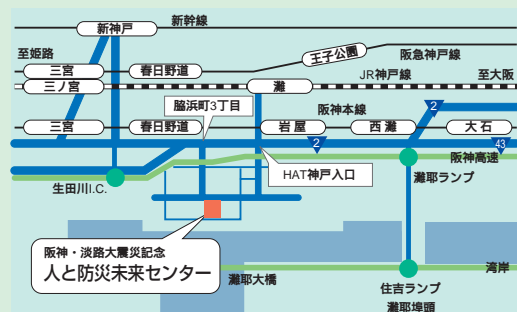 新幹線
新神戸
至姫路
王子公園
阪急神戸線
三宮
春日野道
JR神戸線
至大阪
三ノ宮
灘
脇浜町3丁目
阪神本線
2
三宮
春日野道
岩屋
西灘
大石
2
43
阪神高速
HAT神戸入口
灘耶ランプ
生田川I.C.
阪神・淡路大震災記念
人と防災未来センター
灘耶大橋
湾岸
住吉ランプ
灘耶埠頭